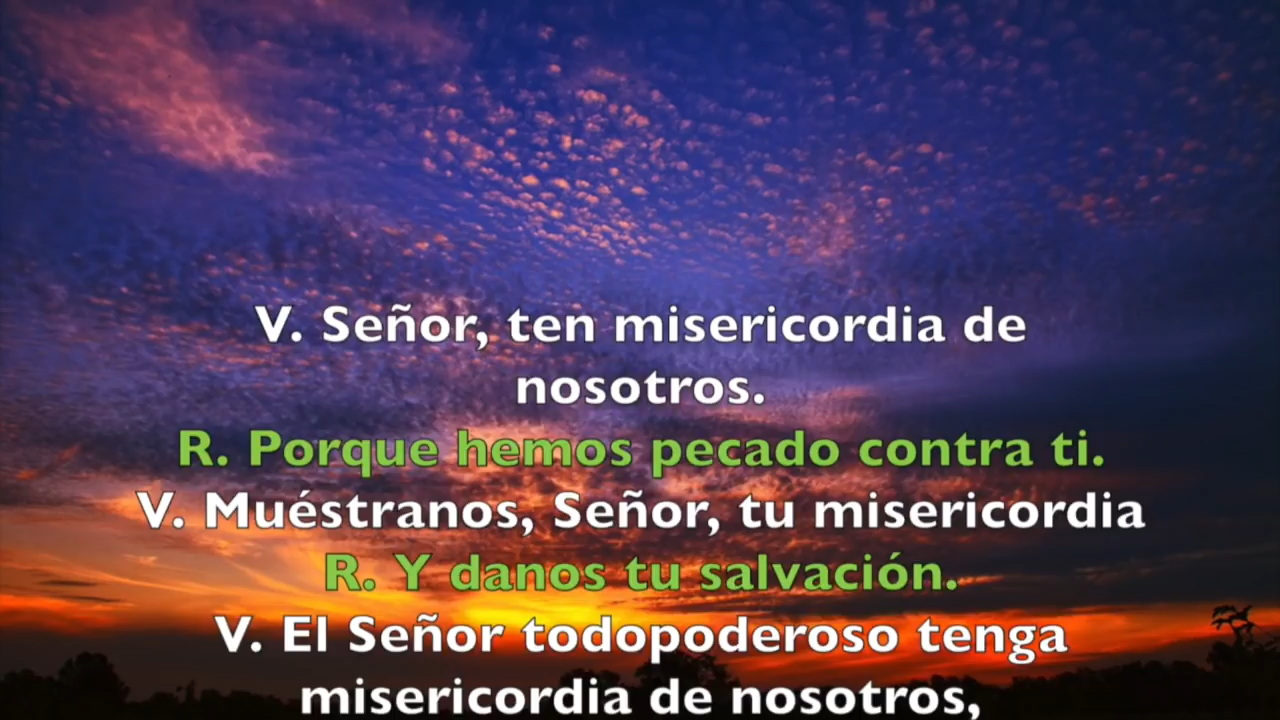 V. Señor, ten misericordia de
nosotros.
R. Porque hemos pecado contra ti.
V. Muéstranos, Señor, tu misericordia
R. Y danos tu salvación.
V. El Señor todopoderoso tenga
misericordia de nosotros,